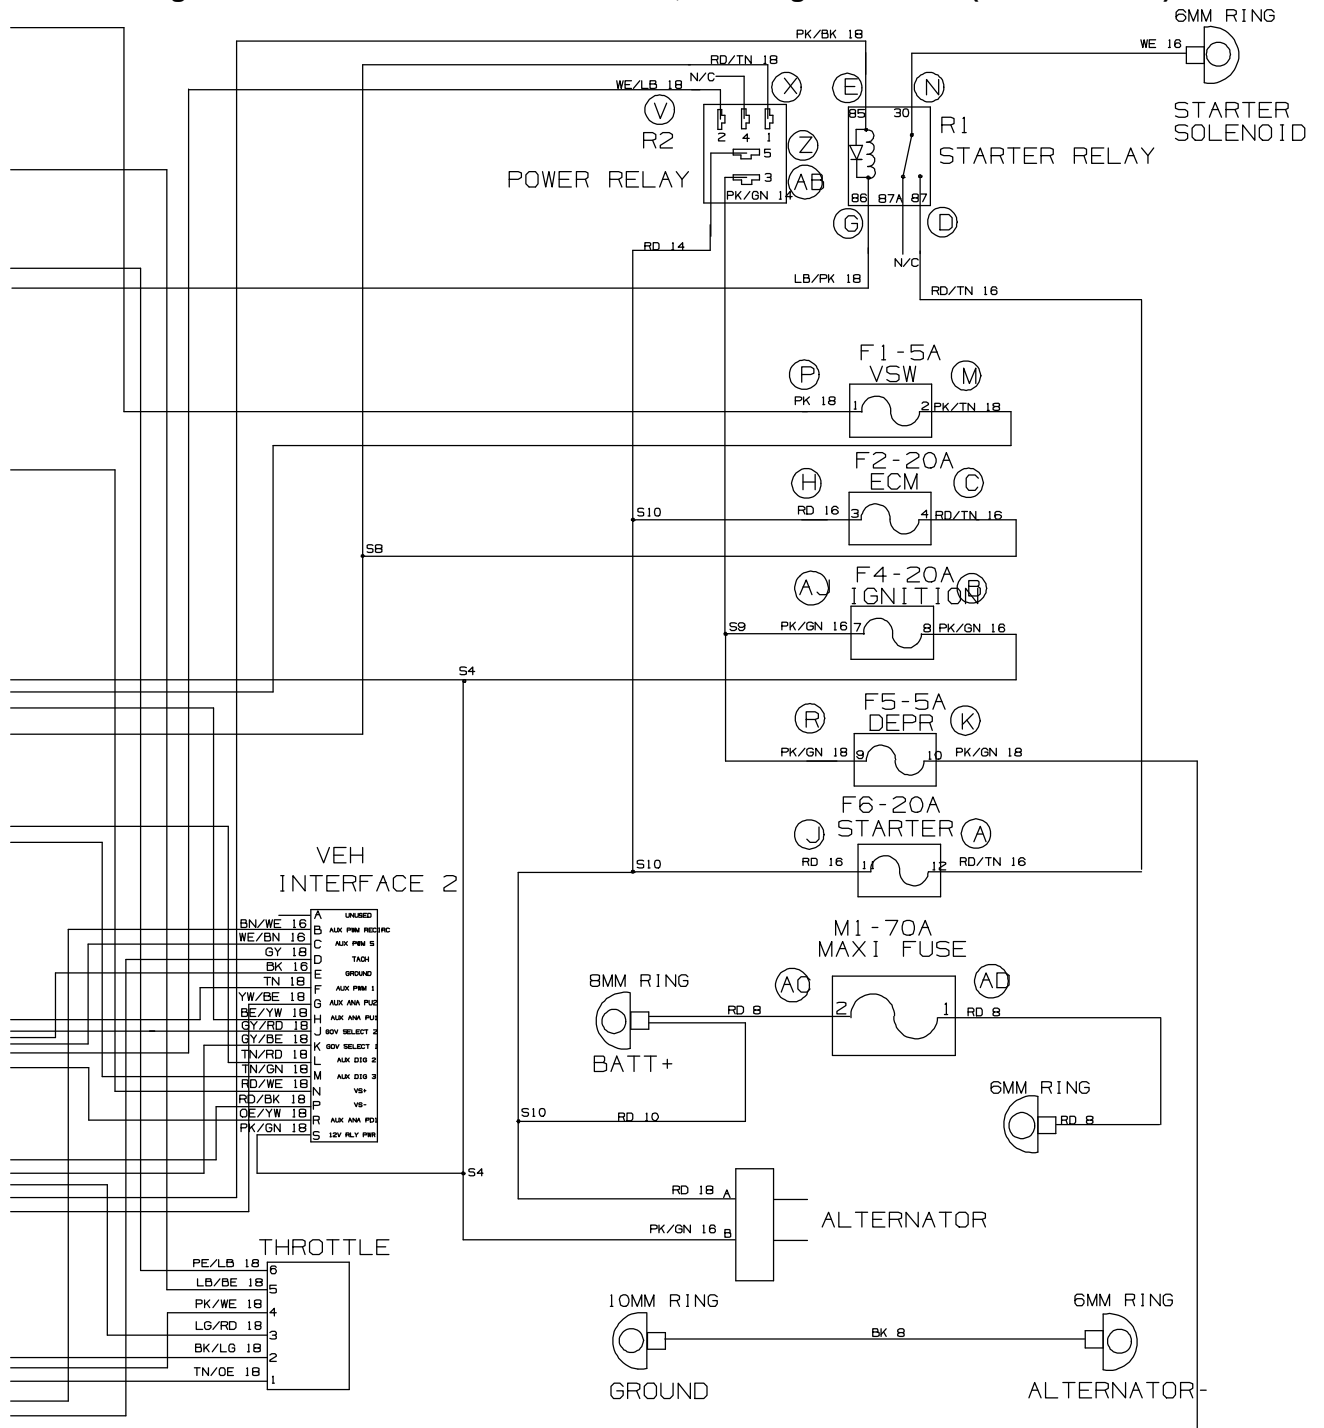 6MM RING
PK/BK 18
WE 16
RD/TN 18
N/C
WE/LB 18
X
E
N
V
85
30
STARTER
SOLENOID
R2
2
4
1
R1
Z
5
STARTER RELAY
POWER RELAY
3
AB
PK/GN 14
86
87A
87
G
D
RD 14
N/C
LB/PK 18
RD/TN 16
F1-5A
P
VSW
M
PK 18
1
2
PK/TN 18
F2-20A
H
ECM
C
S10
RD 16
3
4
RD/TN 16
S8
F4-20A
AJ
IGNITION
B
S9
PK/GN 16
7
8
PK/GN 16
S4
F5-5A
R
DEPR
K
PK/GN 18
9
10
PK/GN 18
F6-20A
J
STARTER
A
VEH
S10
RD 16
11
12
RD/TN 16
INTERFACE 2
A
UNUSED
BN/WE 16
B
AUX PWM RECIRC
WE/BN 16
C
AUX PWM 5
GY 18
D
TACH
BK 16
E
GROUND
TN 18
F
AUX PWM 1
YW/BE 18
G
AUX ANA PU2
BE/YW 18
H
AUX ANA PU1
GY/RD 18
J
GOV SELECT 2
GY/BE 18
K
GOV SELECT 1
TN/RD 18
L
AUX DIG 2
TN/GN 18
M
AUX DIG 3
RD/WE 18
N
VS+
RD/BK 18
P
VS-
OE/YW 18
R
AUX ANA PD1
PK/GN 18
S
12V RLY PWR
M1-70A
MAXI FUSE
8MM RING
AC
AD
RD 8
2
1
RD 8
BATT+
6MM RING
S10
RD 10
RD 8
S4
RD 18
A
ALTERNATOR
PK/GN 16
B
THROTTLE
PE/LB 18
6
LB/BE 18
5
PK/WE 18
4
LG/RD 18
3
BK/LG 18
2
TN/OE 18
1
10MM RING
6MM RING
BK 8
GROUND
ALTERNATOR-